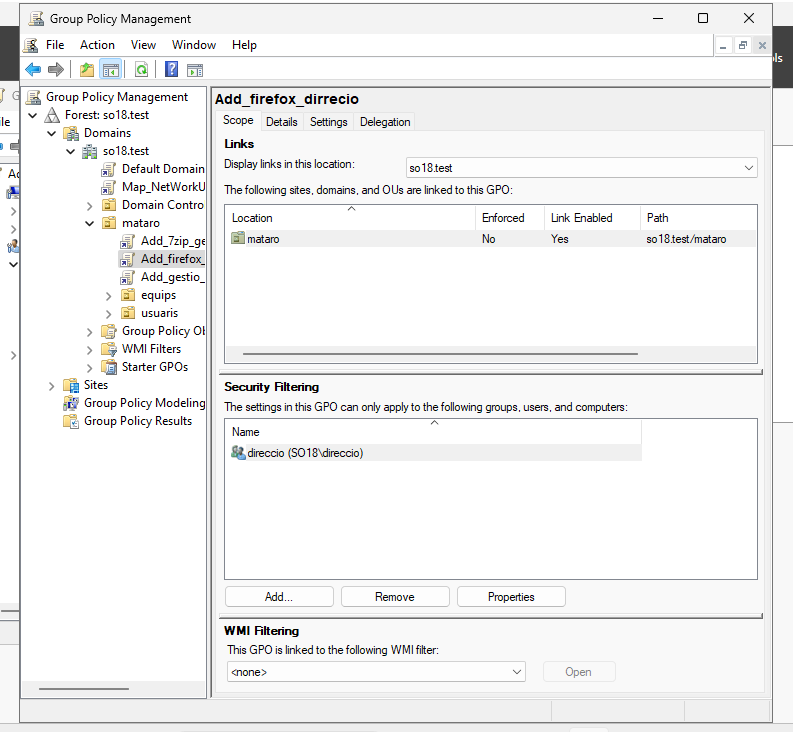 Group Policy Management
File Action View Window Help
Group Policy Management
Forest: so18.test
Domains
so18.test
Default Domain
Map_NetWorkU
Domain Contro
mataro
Add_7zip_ge
Add_firefox_
Add_gestio_
equips
usuaris
Group Policy Ob
WMI Filters
Starter GPOs
Sites
Group Policy Modeling
Group Policy Results
Add_firefox_dirrecio
Scope Details Settings Delegation
Links
Display links in this location: so18.test
The following sites, domains, and OUs are linked to this GPO:
Location Enforced Link Enabled Path
mataro No Yes so18.test/mataro
Security Filtering
The settings in this GPO can only apply to the following groups, users, and computers:
Name
direccio (SO18\direccio)
Add... Remove Properties
WMI Filtering
This GPO is linked to the following WMI filter:
<none> Open